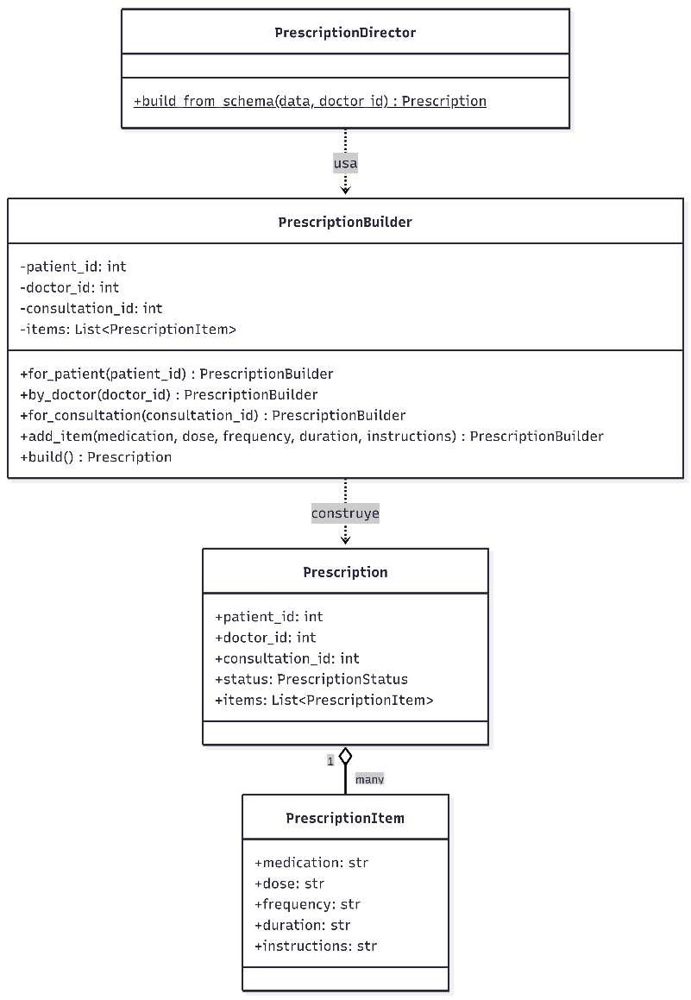 PrescriptionDirector
+build_from_schema(data, doctor_id) : Prescription
usa
PrescriptionBuilder
-patient_id: int
-doctor_id: int
-consultation_id: int
-items: List<PrescriptionItem>
+for_patient(patient_id) : PrescriptionBuilder
+by_doctor(doctor_id) : PrescriptionBuilder
+for_consultation(consultation_id) : PrescriptionBuilder
+add_item(medication, dose, frequency, duration, instructions) : PrescriptionBuilder
+build() : Prescription
construye
Prescription
+patient_id: int
+doctor_id: int
+consultation_id: int
+status: PrescriptionStatus
+items: List<PrescriptionItem>
1
many
PrescriptionItem
+medication: str
+dose: str
+frequency: str
+duration: str
+instructions: str